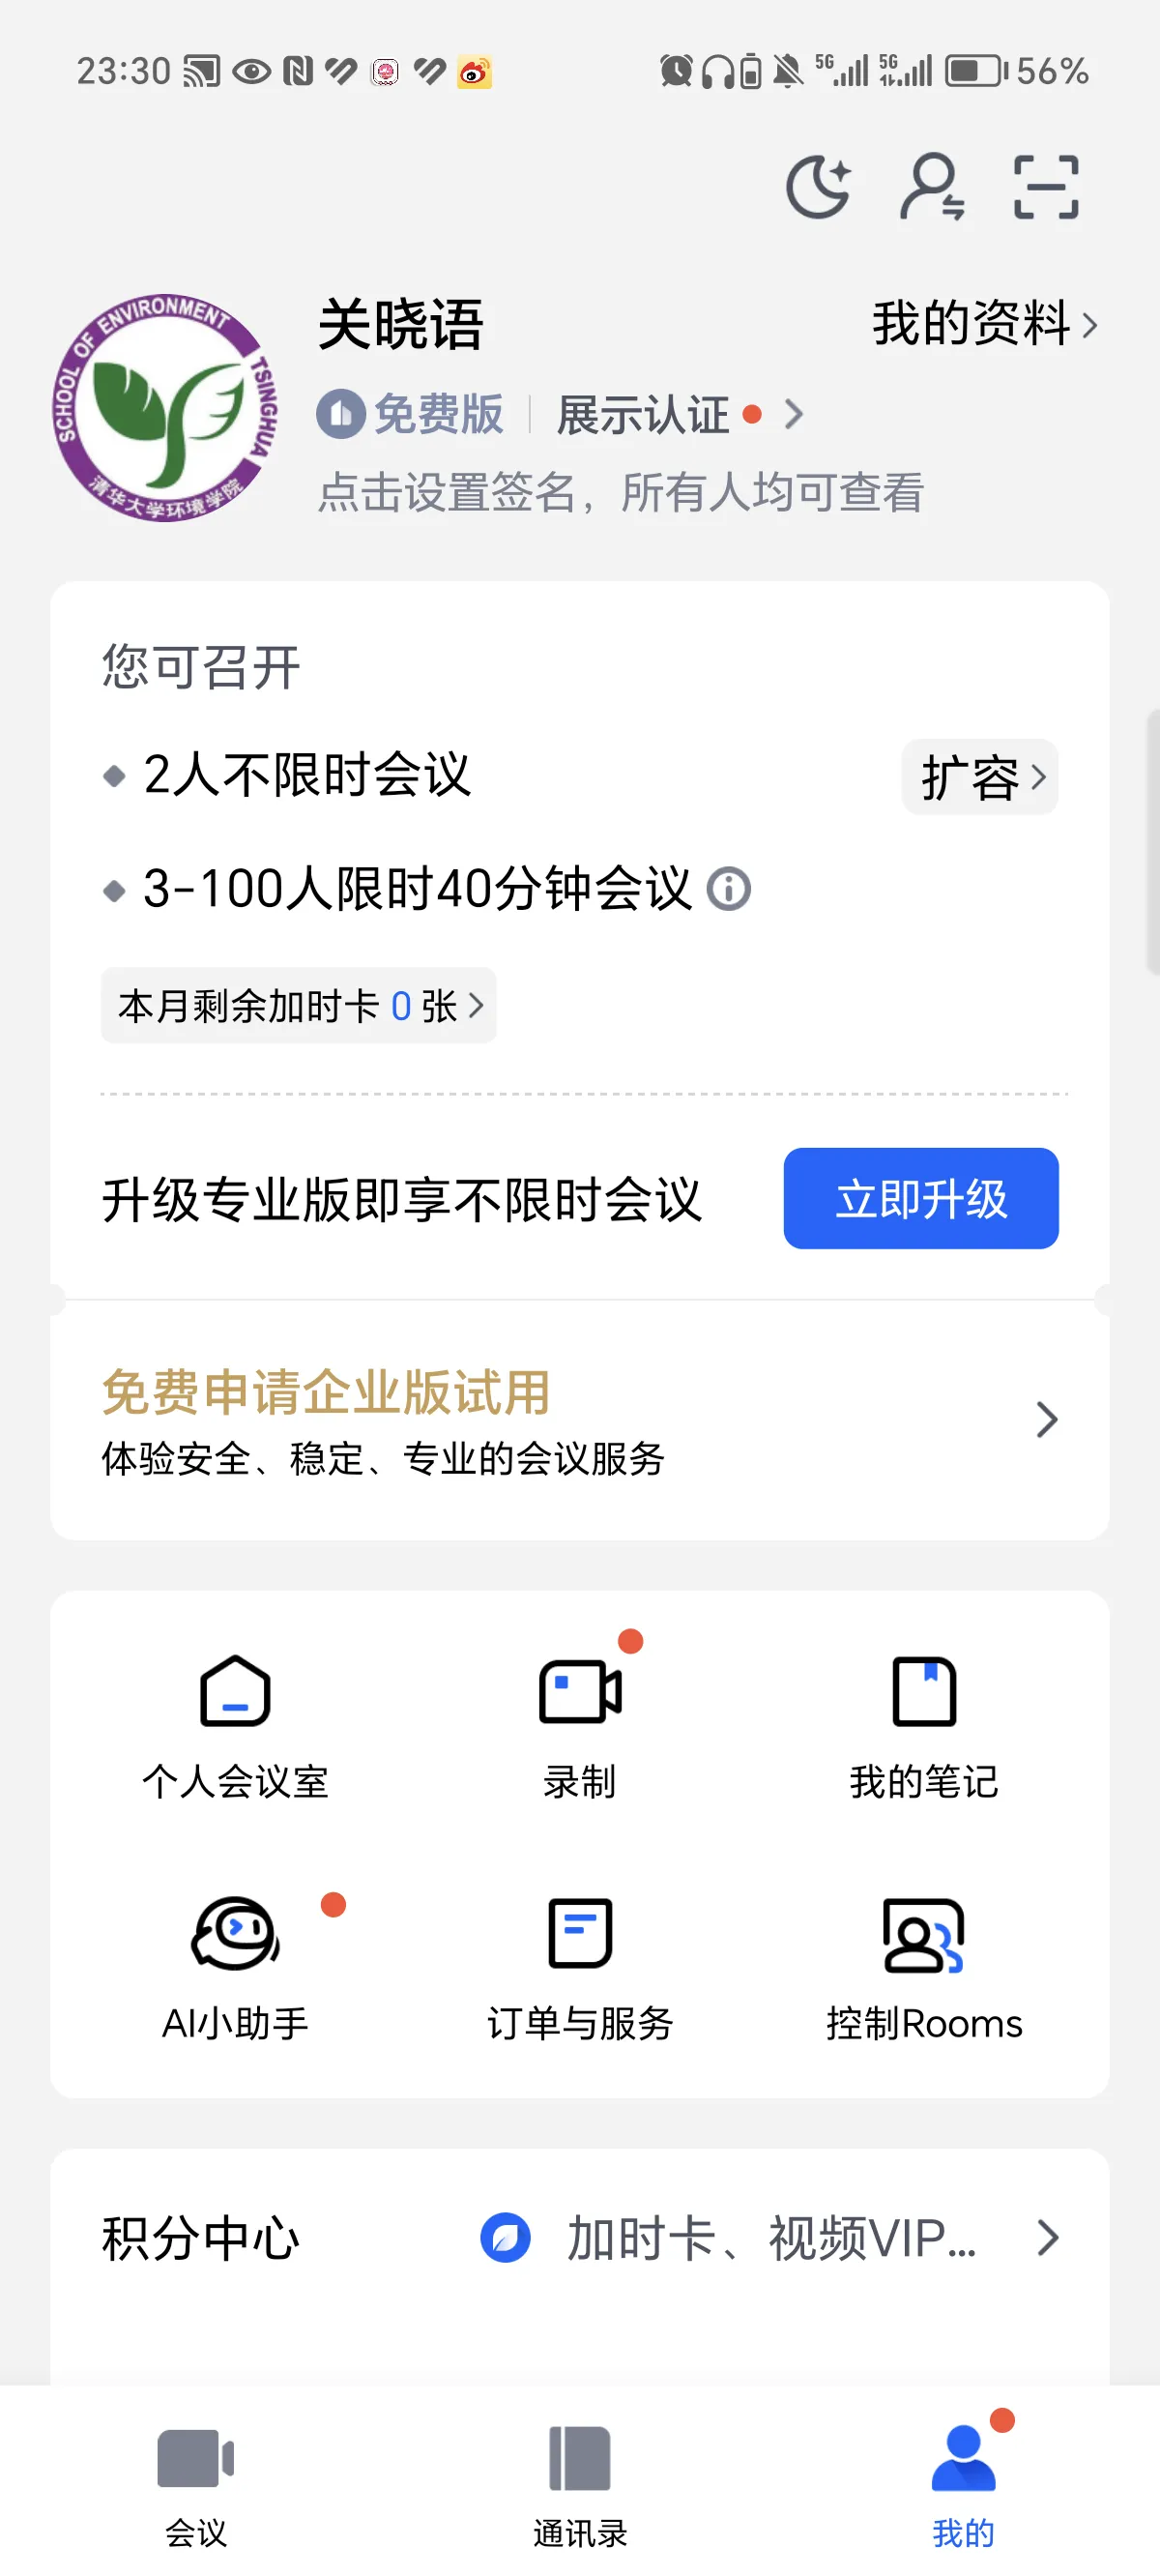 23:30
5G 5G 56%
SCHOOL OF ENVIRONMENT TSINGHUA
清华大学环境学院
关晓语
我的资料
免费版 展示认证
点击设置签名，所有人均可查看
您可召开
2人不限时会议 扩容
3-100人限时40分钟会议
本月剩余加时卡 0 张
升级专业版即享不限时会议 立即升级
免费申请企业版试用
体验安全、稳定、专业的会议服务
个人会议室 录制 我的笔记
AI小助手 订单与服务 控制Rooms
积分中心 加时卡、视频VIP...
会议 通讯录 我的